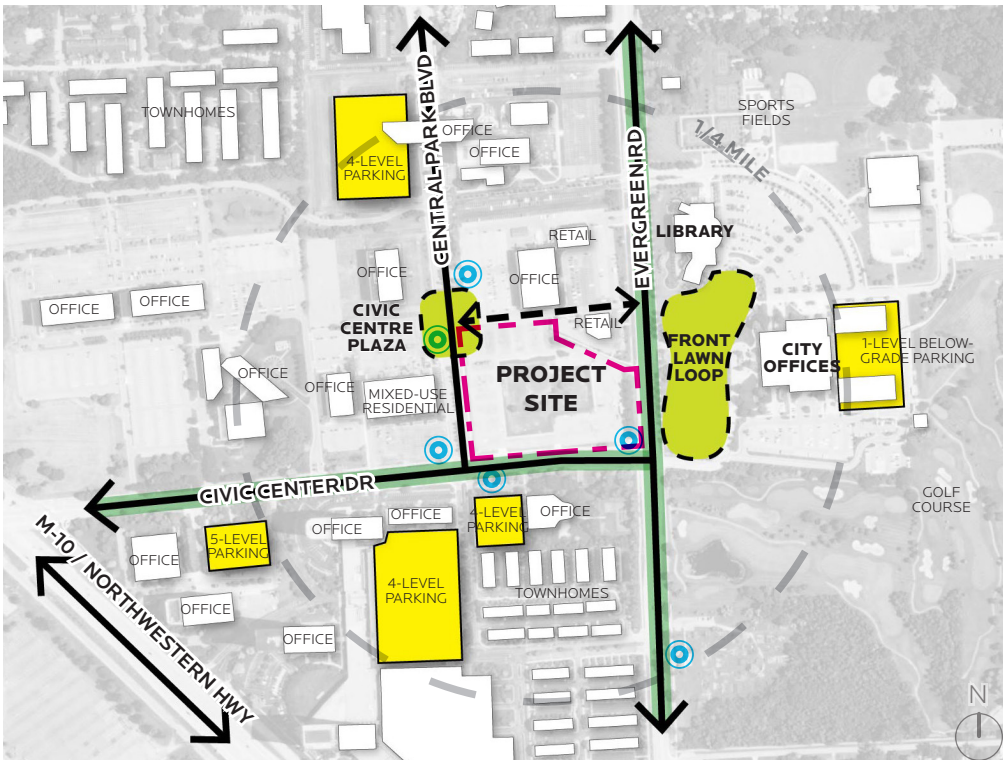 TOWNHOMES
CENTRAL PARK BLVD
EVERGREEN RD
SPORTS
FIELDS
1/4 MILE
OFFICE
OFFICE
4-LEVEL
PARKING
LIBRARY
RETAIL
OFFICE
OFFICE
OFFICE
OFFICE
CIVIC
CENTRE
PLAZA
RETAIL
FRONT
LAWN
LOOP
CITY
OFFICES
1-LEVEL BELOW-
GRADE PARKING
OFFICE
OFFICE
MIXED-USE
RESIDENTIAL
PROJECT
SITE
CIVIC CENTER DR
GOLF
COURSE
M-10 / NORTHWESTERN HWY
OFFICE
5-LEVEL
PARKING
OFFICE
OFFICE
4-LEVEL
PARKING
OFFICE
4-LEVEL
PARKING
TOWNHOMES
OFFICE
OFFICE
N